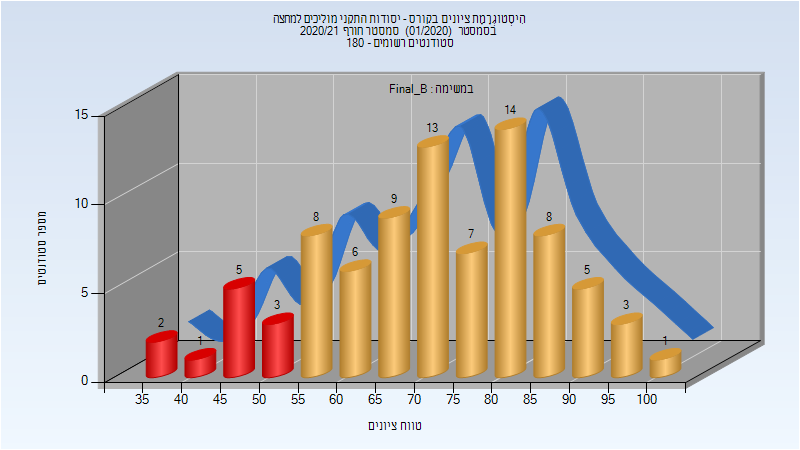 היסטוגרמת ציונים בקורס - יסודות התקני מוליכים למחצה
בסמסטר (01/2020) סמסטר חורף 2020/21
סטודנטים רשומים - 180
במשימה : Final_B
15
10
5
0
מספר סטודנטים
2
1
5
3
8
6
9
13
7
14
8
5
3
1
35 40 45 50 55 60 65 70 75 80 85 90 95 100
טווח ציונים